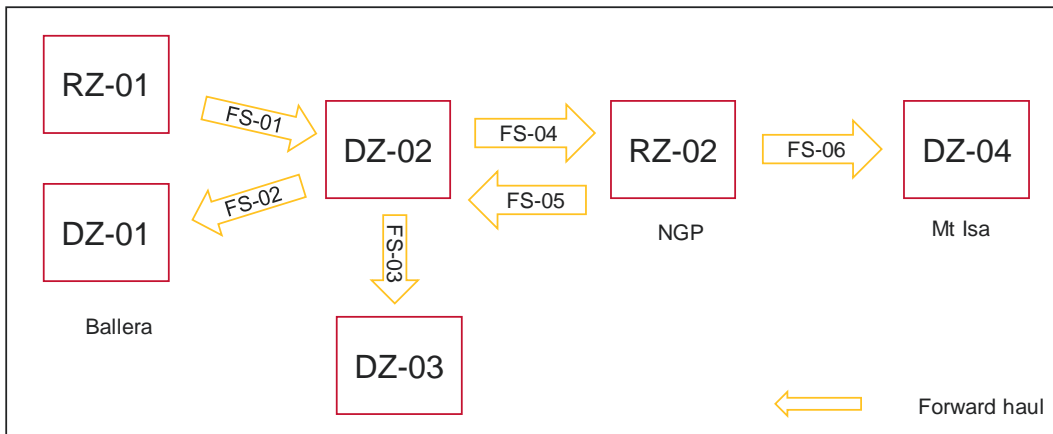 RZ-01
FS-01
DZ-02
FS-04
RZ-02
FS-06
DZ-04
DZ-01
FS-02
FS-05
FS-03
NGP
Mt Isa
Ballera
DZ-03
Forward haul